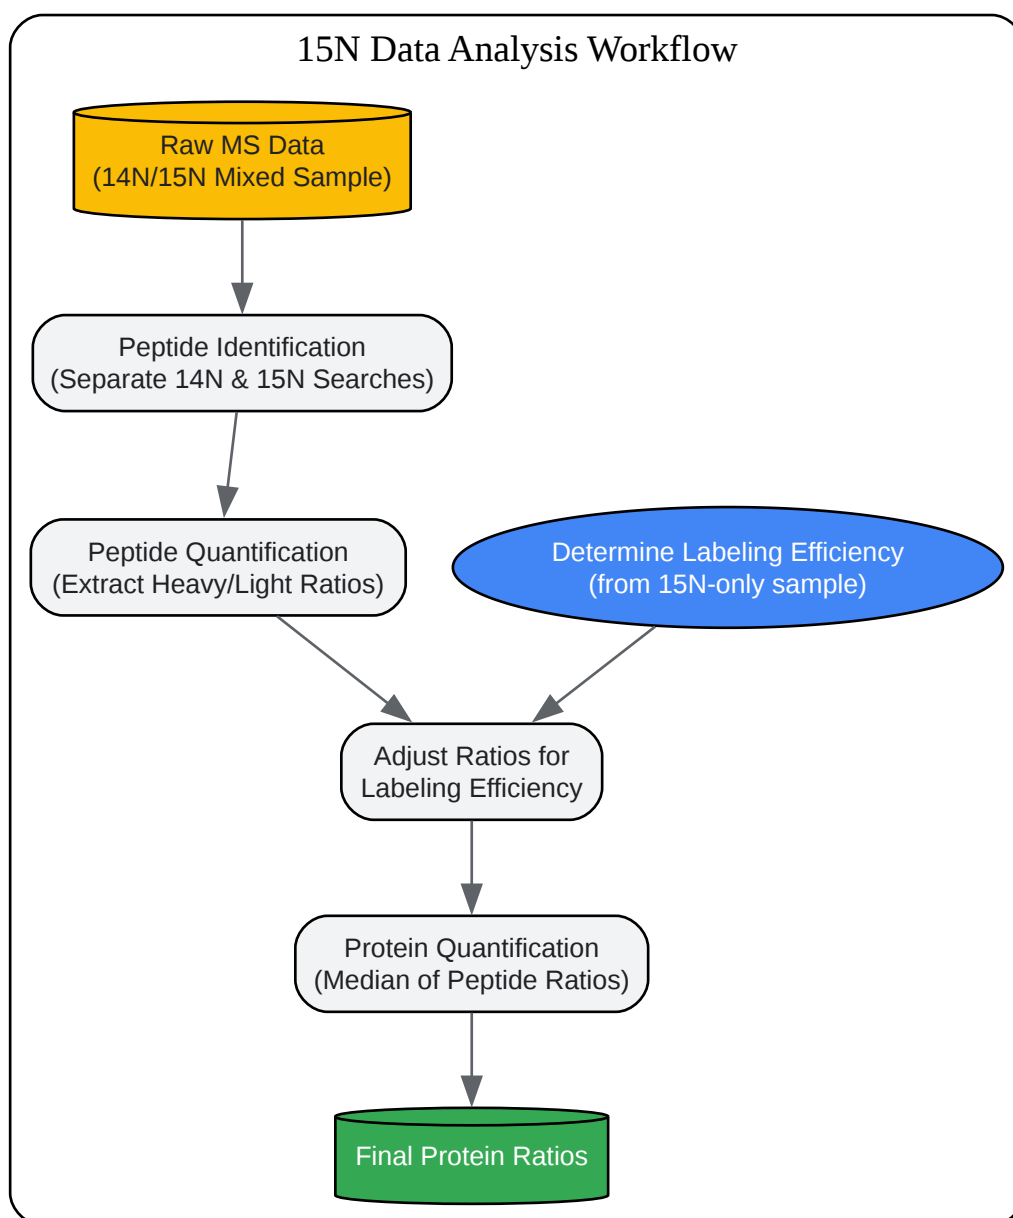 15N Data Analysis Workflow
Raw MS Data
(14N/15N Mixed Sample)
Peptide Identification
(Separate 14N & 15N Searches)
Peptide Quantification
(Extract Heavy/Light Ratios)
Determine Labeling Efficiency
(from 15N-only sample)
Adjust Ratios for
Labeling Efficiency
Protein Quantification
(Median of Peptide Ratios)
Final Protein Ratios